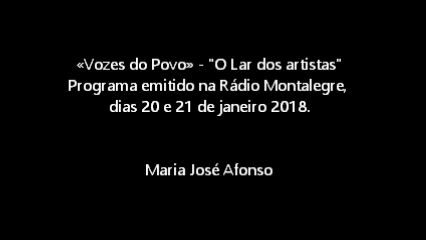 «Vozes do Povo» - "O Lar dos artistas"
Programa emitido na Rádio Montalegre,
dias 20 e 21 de janeiro 2018.
Maria José Afonso